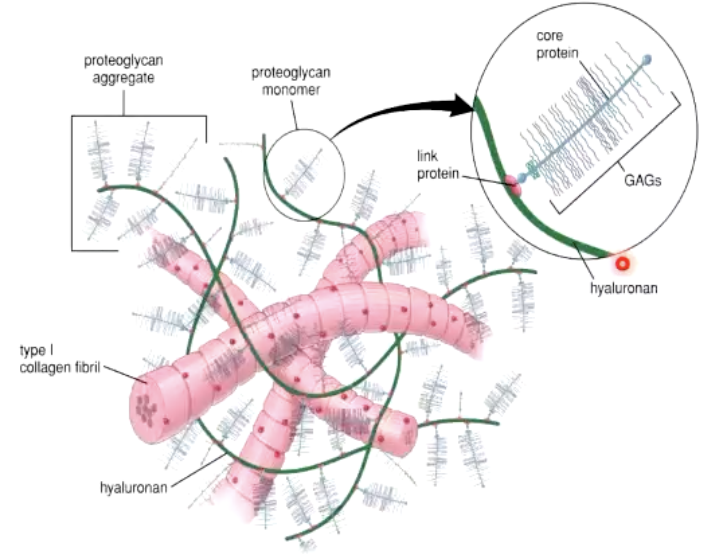 proteoglycan
aggregate
proteoglycan
monomer
core
protein
link
protein
GAGs
hyaluronan
type I
collagen fibril
hyaluronan